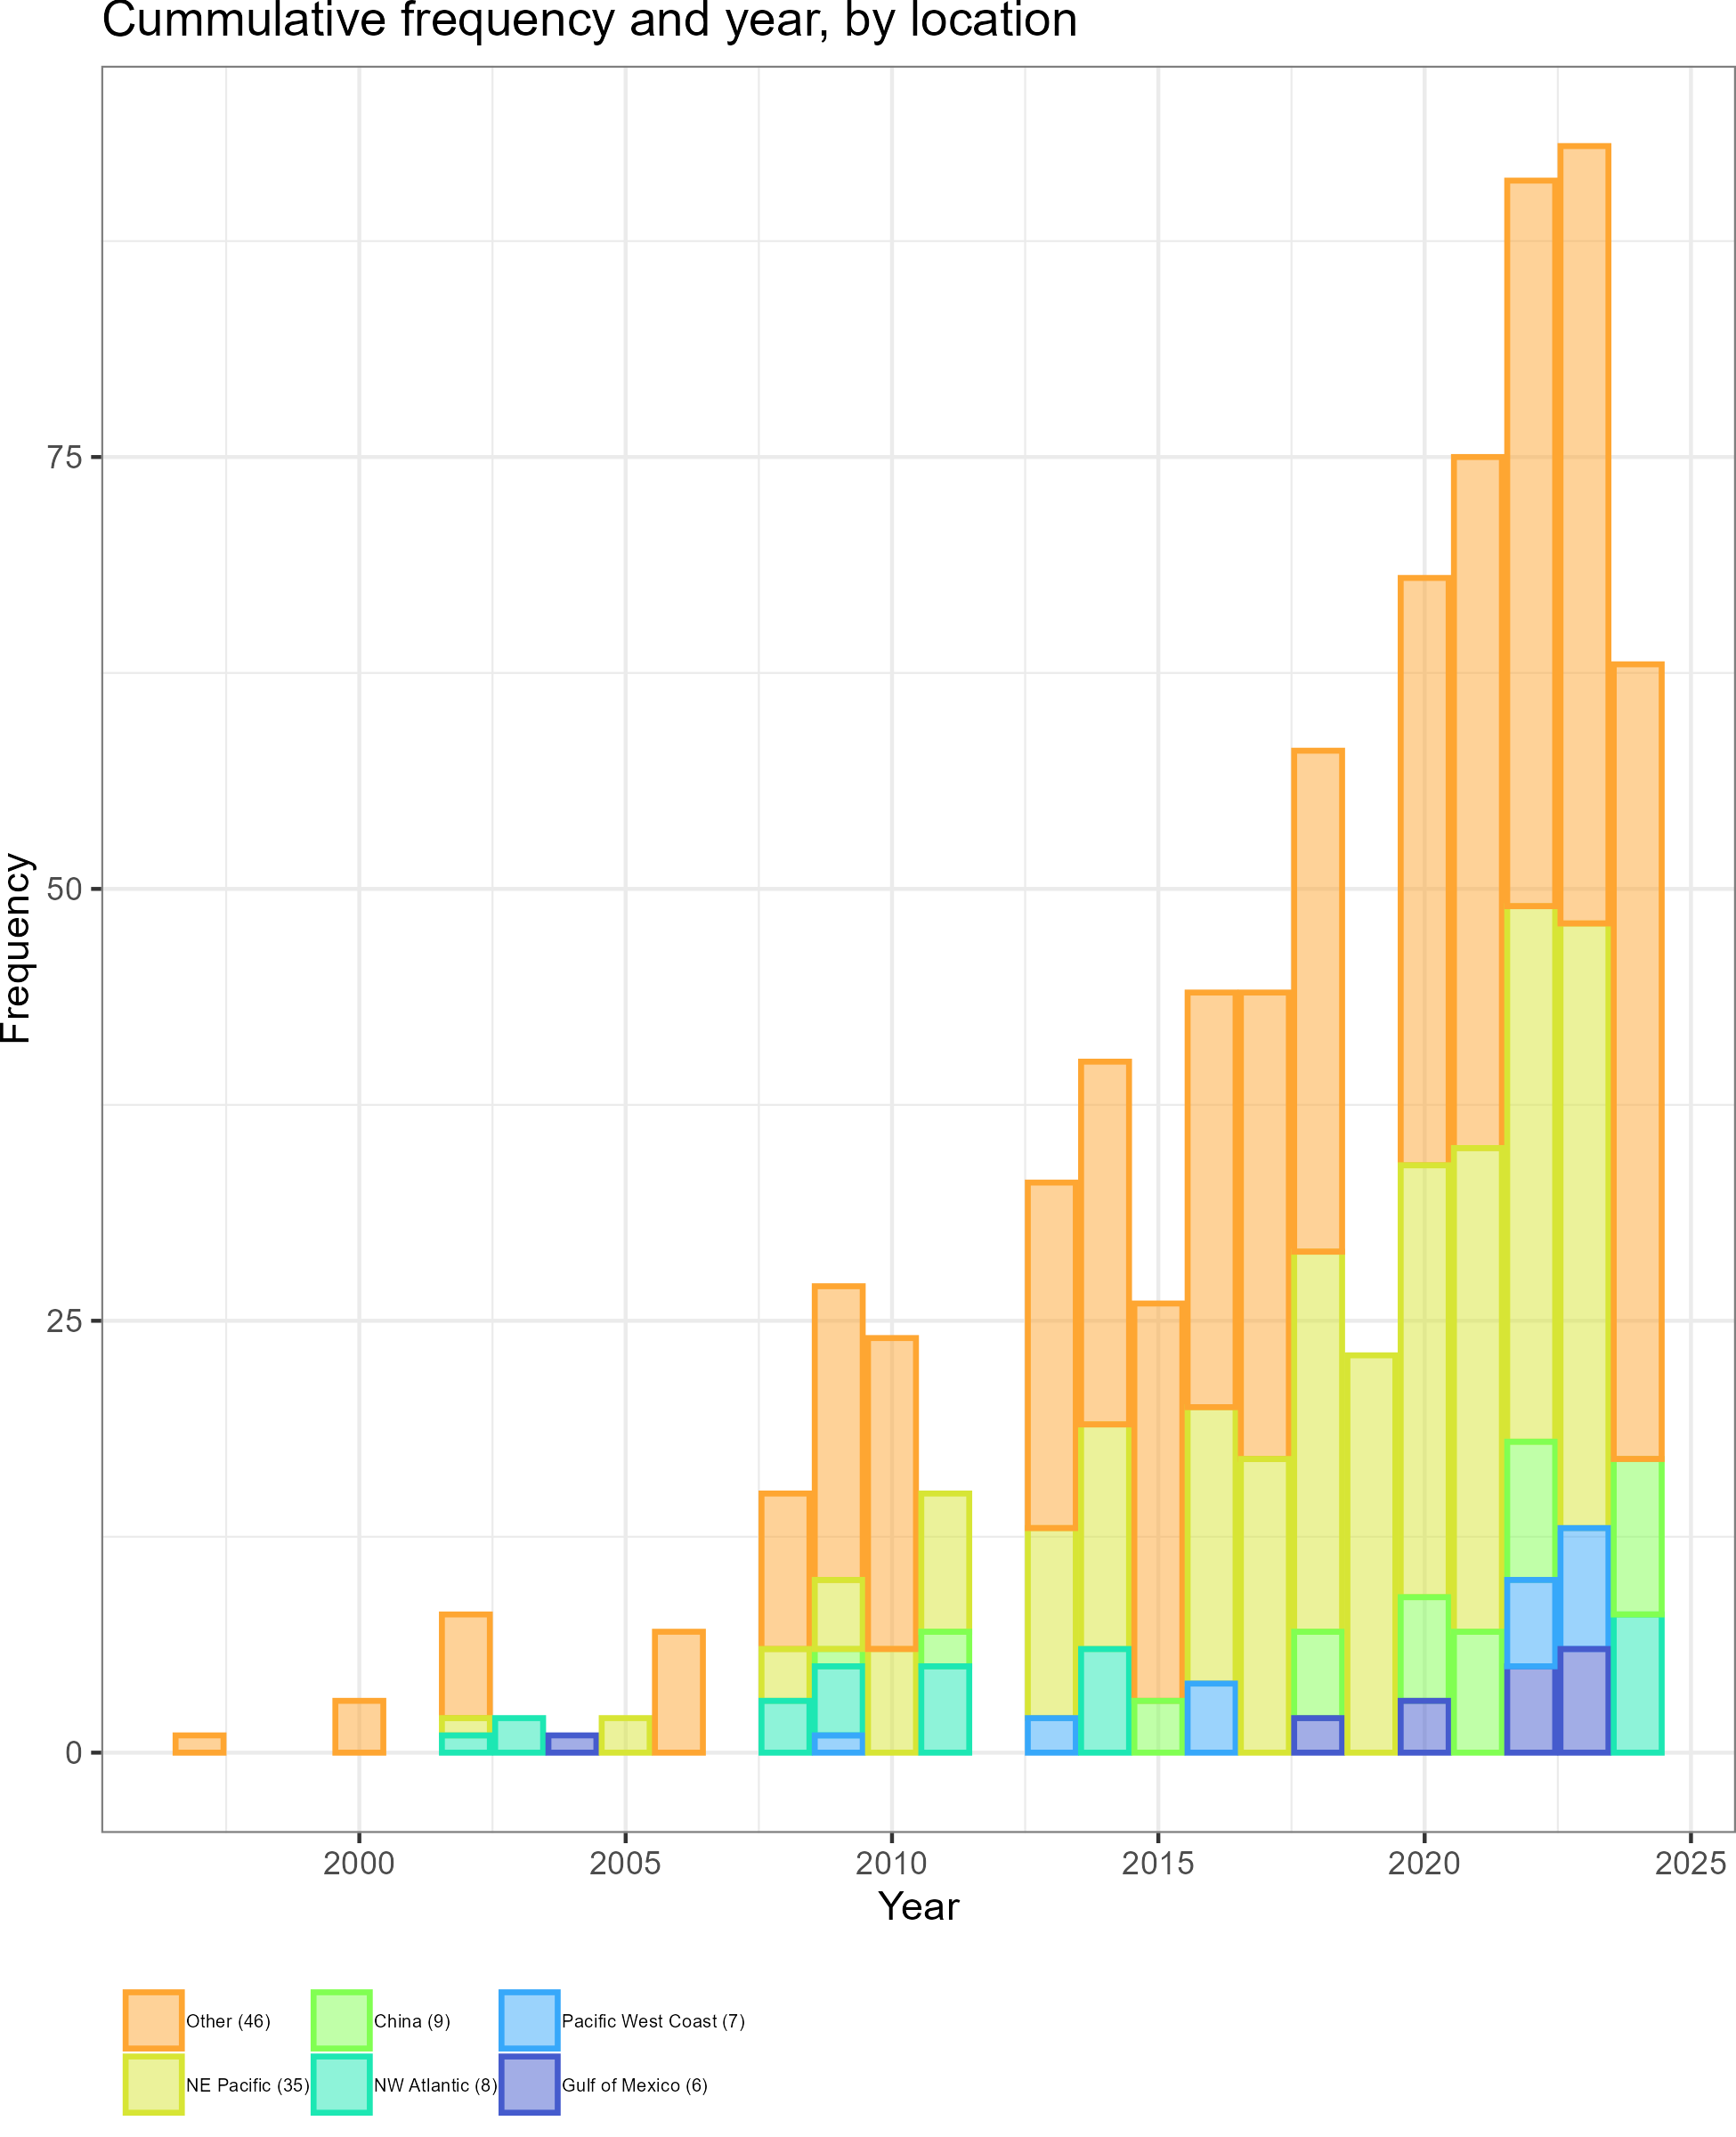 Cummulative frequency and year, by location
Frequency
75
50
25
0
2000 2005 2010 2015 2020 2025
Year
Other (46) China (9) Pacific West Coast (7)
NE Pacific (35) NW Atlantic (8) Gulf of Mexico (6)